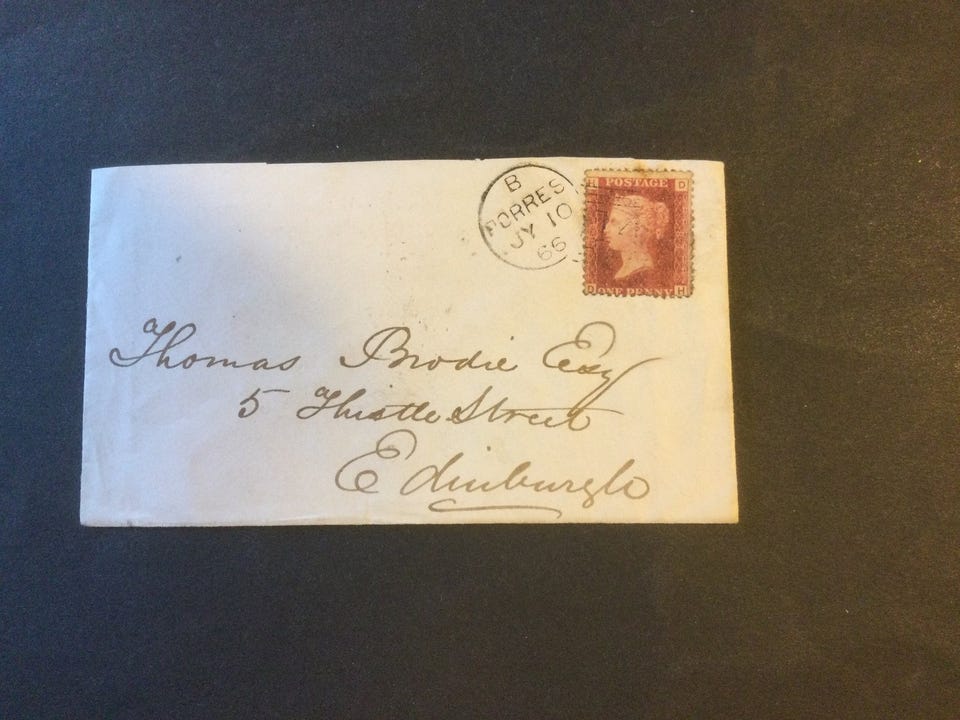 B
FORRES
JY 10
66
H POSTAGE D
D ONE PENNY H
Thomas Brodie Esq
5 Thistle Street
Edinburgh